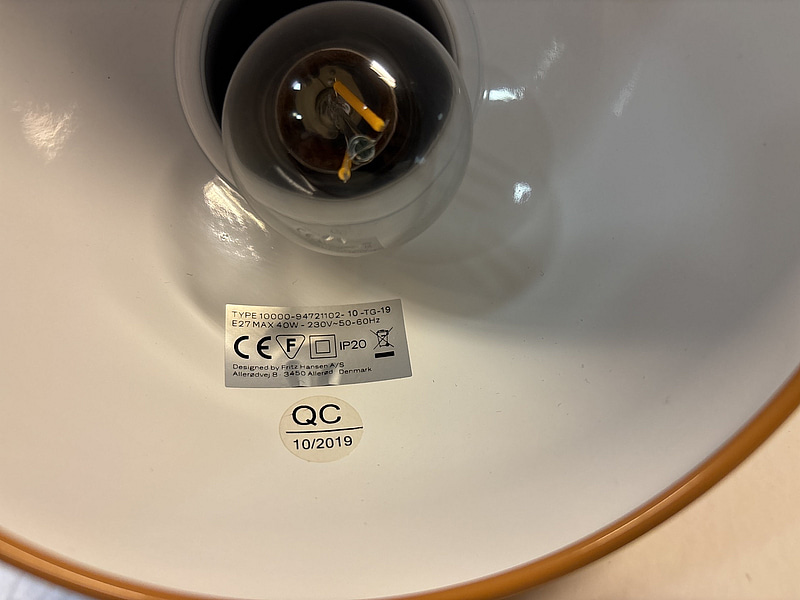 TYPE 10000-94721102- 10 -TG-19
E27 MAX 40W - 230V~50-60Hz
CE F IP20
Designed by Fritz Hansen A/S
Allerødvej 8 3450 Allerød Denmark
QC
10/2019